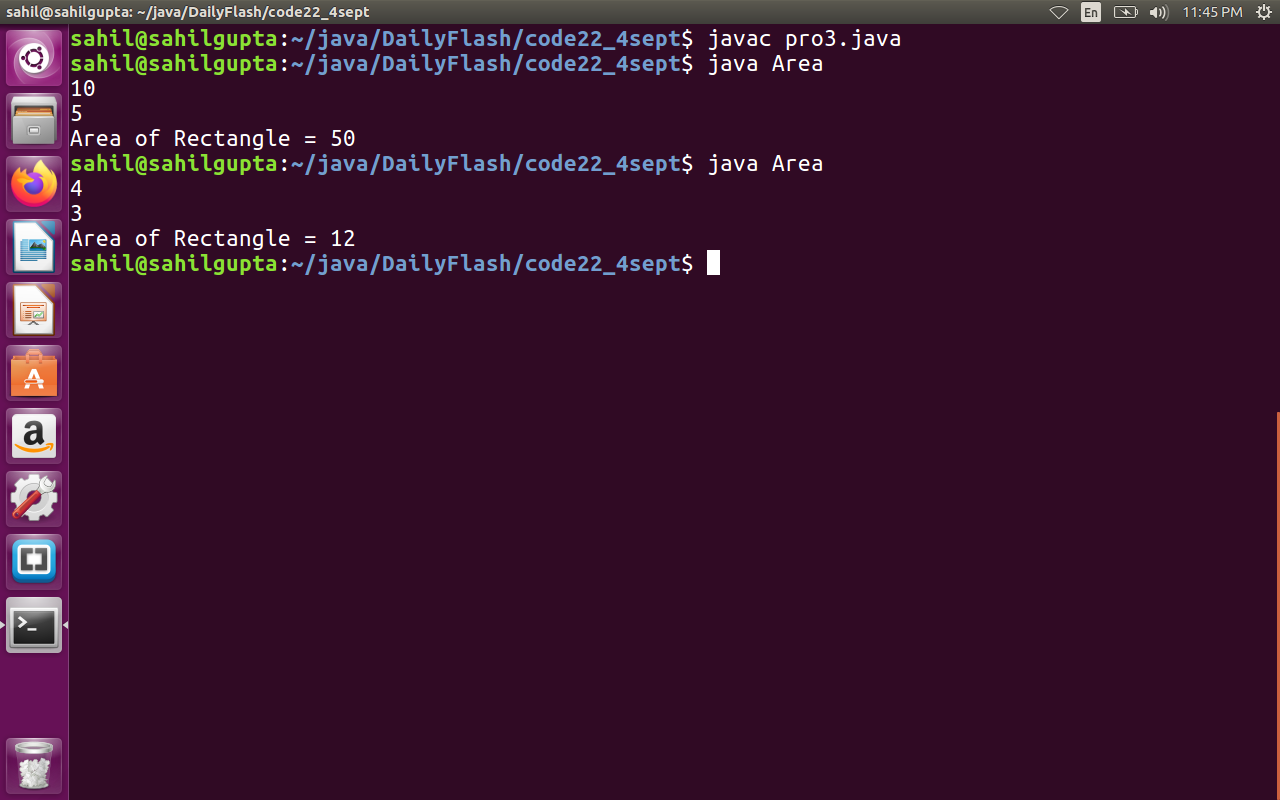 sahil@sahilgupta: ~/java/DailyFlash/code22_4sept
En
11:45 PM
sahil@sahilgupta:~/java/DailyFlash/code22_4sept$ javac pro3.java
sahil@sahilgupta:~/java/DailyFlash/code22_4sept$ java Area
10
5
Area of Rectangle = 50
sahil@sahilgupta:~/java/DailyFlash/code22_4sept$ java Area
4
3
Area of Rectangle = 12
sahil@sahilgupta:~/java/DailyFlash/code22_4sept$